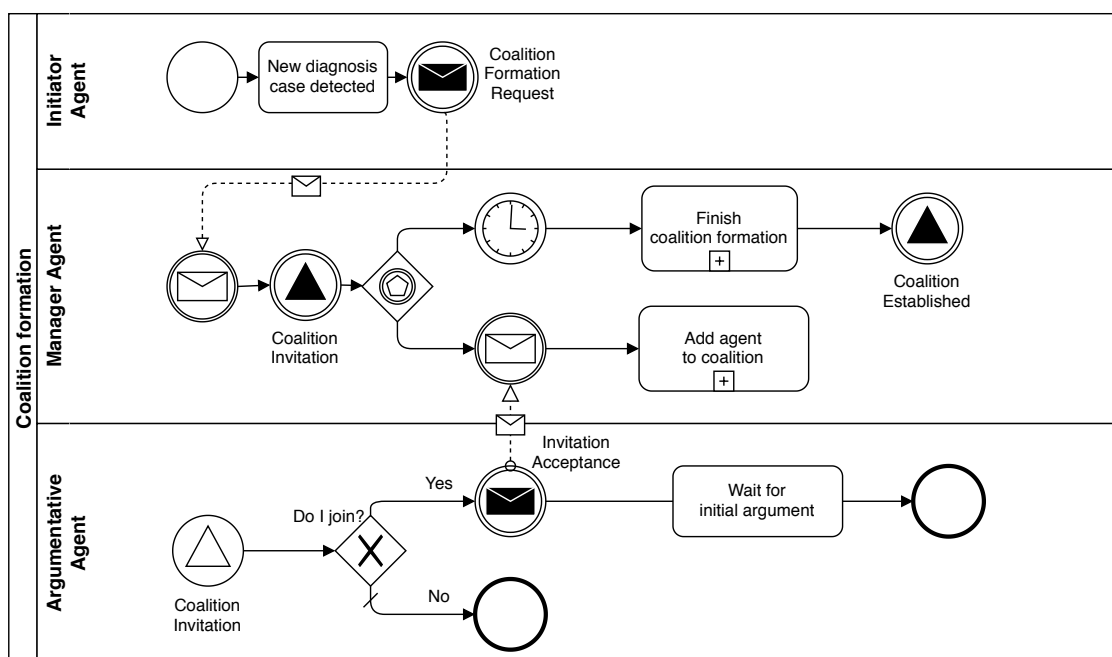 Coalition formation
Initiator
Agent
New diagnosis
case detected
Coalition
Formation
Request
Manager Agent
Coalition
Invitation
Finish
coalition formation
+
Coalition
Established
Add agent
to coalition
+
Argumentative
Agent
Coalition
Invitation
Do I join?
Yes
No
Invitation
Acceptance
Wait for
initial argument